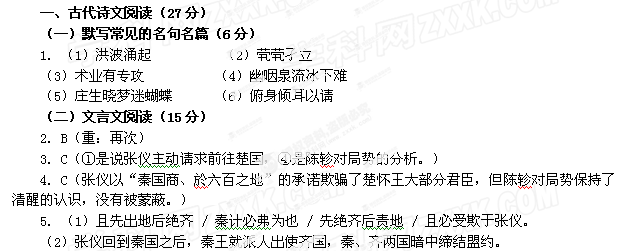 一、古代诗文阅读（27 分）
（一）默写常见的名句名篇（6 分）
1. （1）洪波涌起 （2）茕茕孑立
（3）术业有专攻 （4）幽咽泉流冰下难
（5）庄生晓梦迷蝴蝶 （6）俯身倾耳以请
（二）文言文阅读（15 分）
2. B（重：再次）
3. C（①是说张仪主动请求前往楚国，④是陈轸对局势的分析。）
4. C（张仪以“秦国商、於六百之地”的承诺欺骗了楚怀王大部分君臣，但陈轸对局势保持了
清醒的认识，没有被蒙蔽。）
5. （1）且先出地后绝齐 / 秦计必弗为也 / 先绝齐后责地 / 且必受欺于张仪。
（2）张仪回到秦国之后，秦王就派人出使齐国，秦、齐两国暗中缔结盟约。